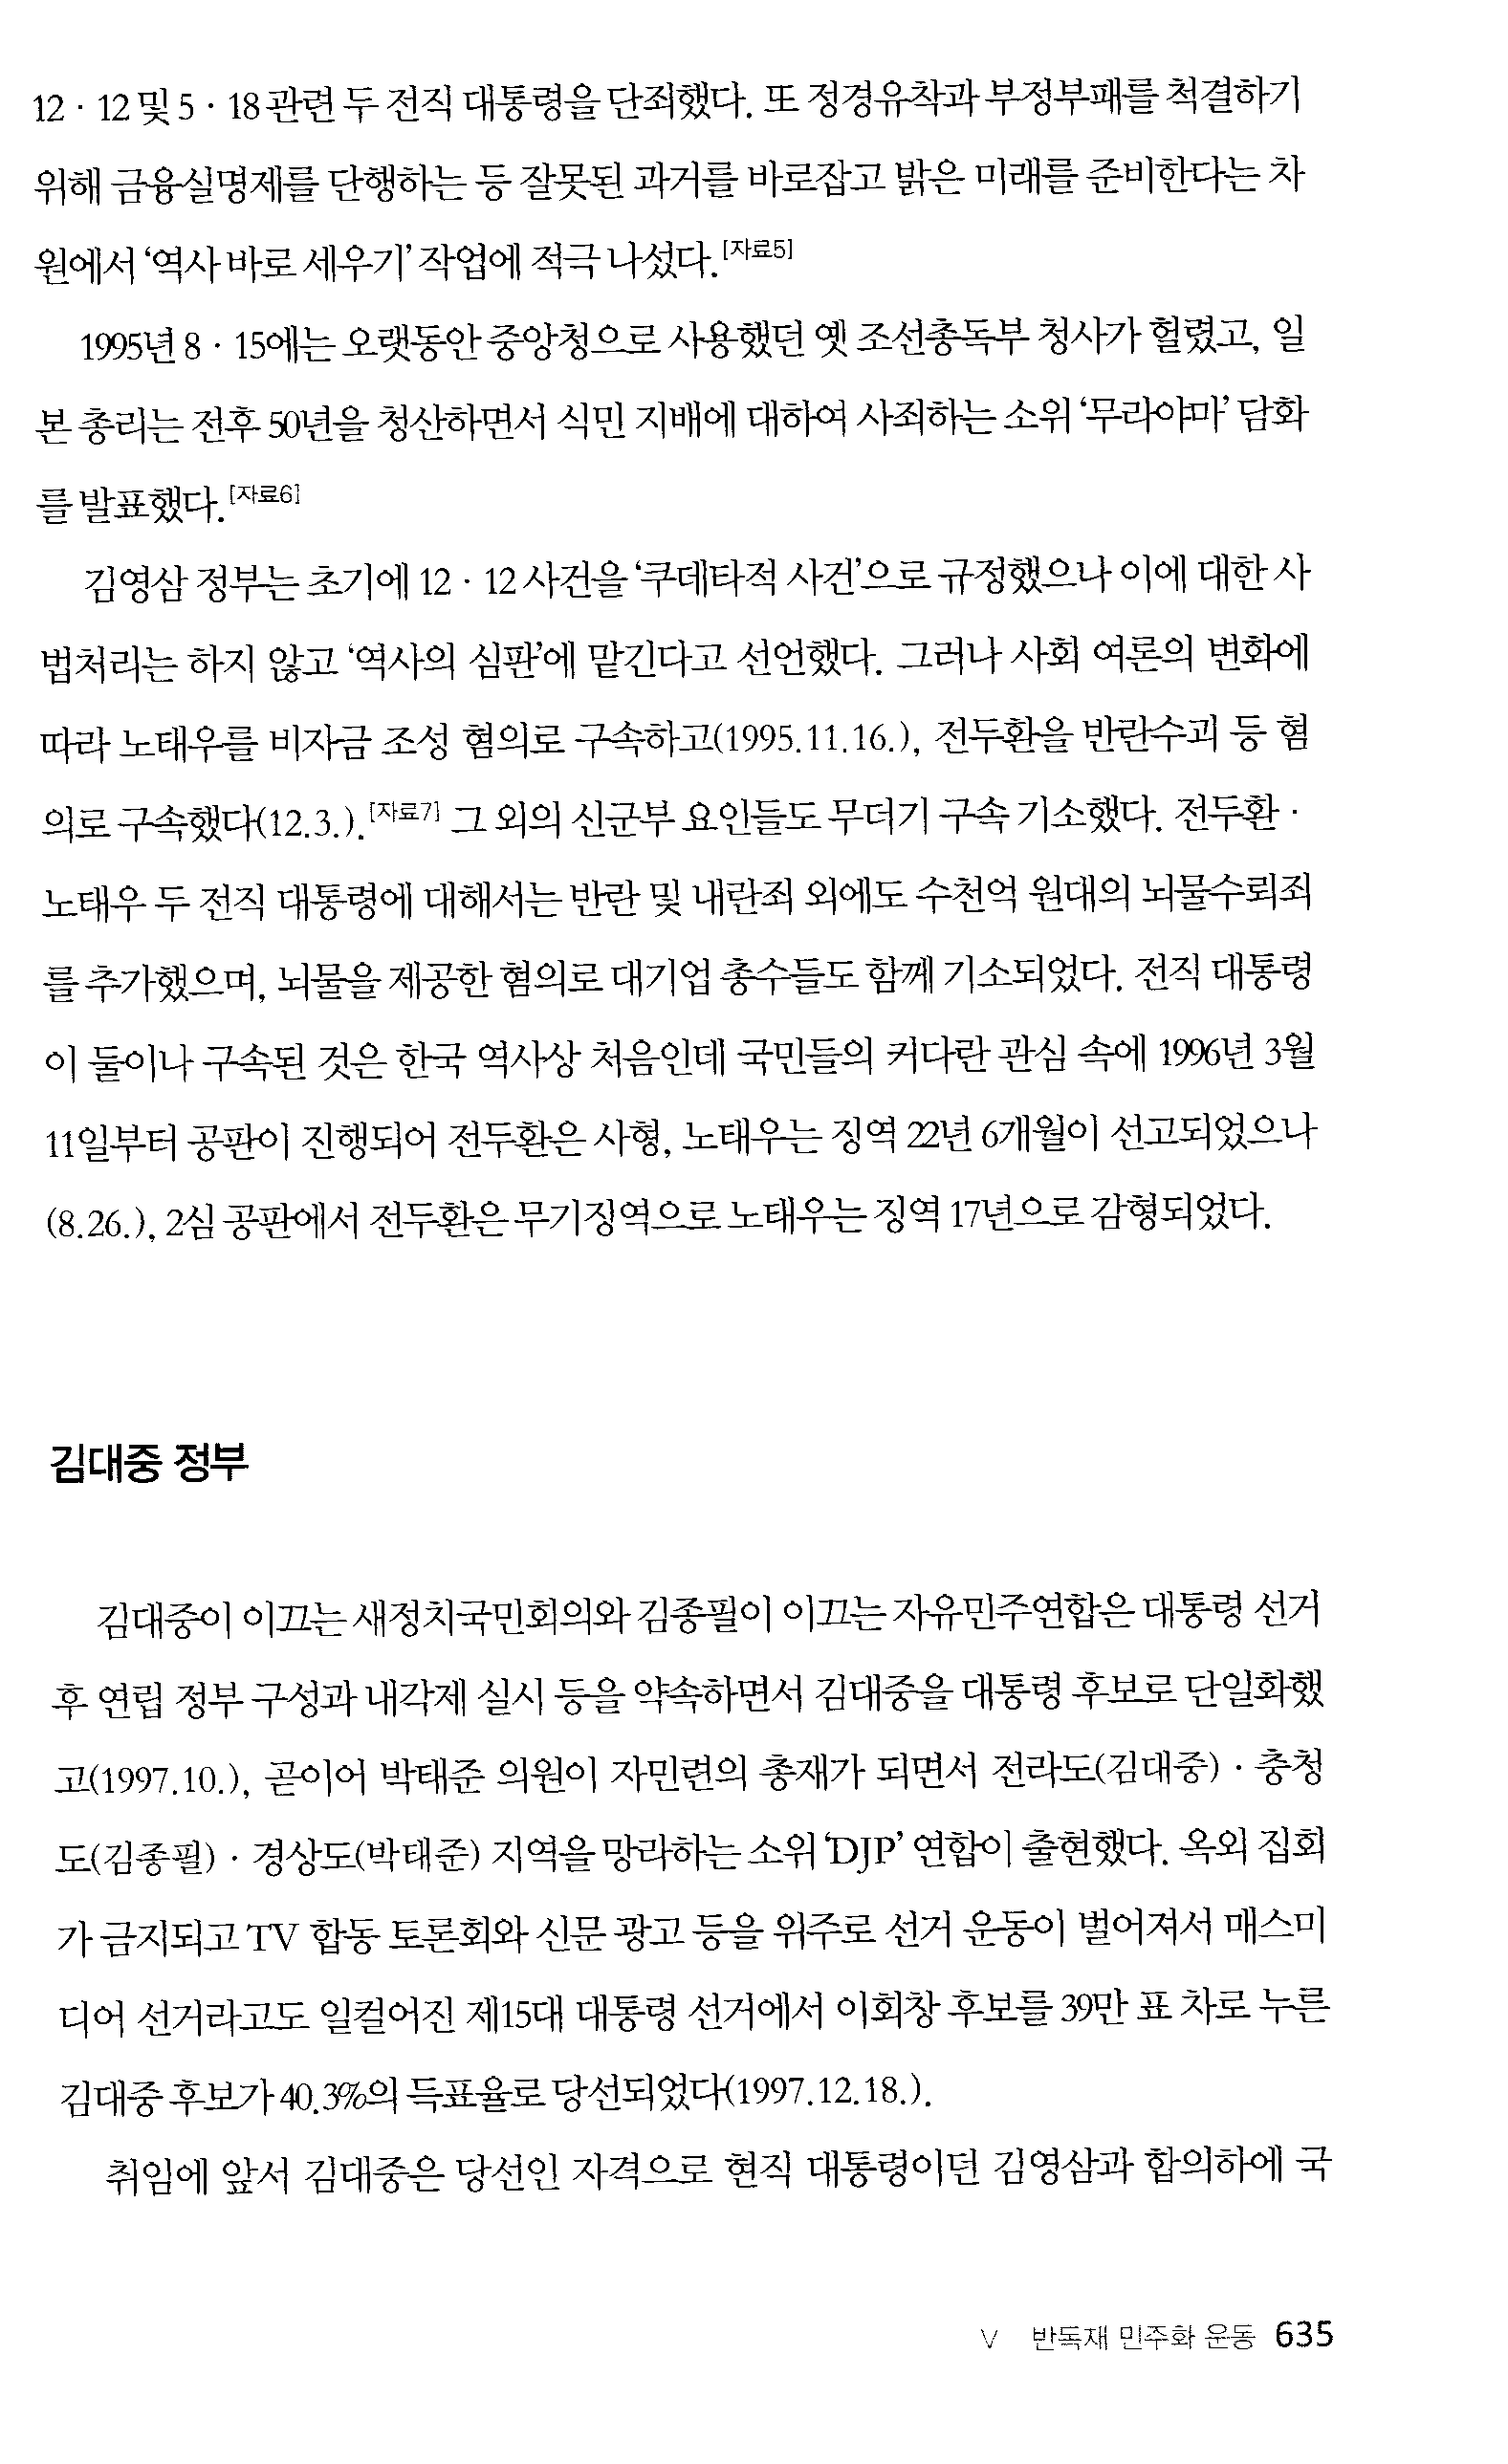 12 · 12 및 5 · 18 관련 두 전직 대통령을 단죄했다. 또 정경유착과 부정부패를 척결하기
위해 금융실명제를 단행하는 등 잘못된 과거를 바로잡고 밝은 미래를 준비한다는 차
원에서 ‘역사 바로 세우기’ 작업에 적극 나섰다.[자료5]
1995년 8 · 15에는 오랫동안 중앙청으로 사용했던 옛 조선총독부 청사가 헐렸고, 일
본 총리는 전후 50년을 청산하면서 식민 지배에 대하여 사죄하는 소위 ‘무라야마’ 담화
를 발표했다.[자료6]
김영삼 정부는 초기에 12 · 12 사건을 ‘쿠데타적 사건’으로 규정했으나 이에 대한 사
법처리는 하지 않고 ‘역사의 심판’에 맡긴다고 선언했다. 그러나 사회 여론의 변화에
따라 노태우를 비자금 조성 혐의로 구속하고(1995.11.16.), 전두환을 반란수괴 등 혐
의로 구속했다(12.3.).[자료7] 그 외의 신군부 요인들도 무더기 구속 기소했다. 전두환 ·
노태우 두 전직 대통령에 대해서는 반란 및 내란죄 외에도 수천억 원대의 뇌물수뢰죄
를 추가했으며, 뇌물을 제공한 혐의로 대기업 총수들도 함께 기소되었다. 전직 대통령
이 둘이나 구속된 것은 한국 역사상 처음인데 국민들의 커다란 관심 속에 1996년 3월
11일부터 공판이 진행되어 전두환은 사형, 노태우는 징역 22년 6개월이 선고되었으나
(8.26.), 2심 공판에서 전두환은 무기징역으로 노태우는 징역 17년으로 감형되었다.
김대중 정부
김대중이 이끄는 새정치국민회의와 김종필이 이끄는 자유민주연합은 대통령 선거
후 연립 정부 구성과 내각제 실시 등을 약속하면서 김대중을 대통령 후보로 단일화했
고(1997.10.), 곧이어 박태준 의원이 자민련의 총재가 되면서 전라도(김대중) · 충청
도(김종필) · 경상도(박태준) 지역을 망라하는 소위 ‘DJP’ 연합이 출현했다. 옥외 집회
가 금지되고 TV 합동 토론회와 신문 광고 등을 위주로 선거 운동이 벌어져서 매스미
디어 선거라고도 일컬어진 제15대 대통령 선거에서 이회창 후보를 39만 표 차로 누른
김대중 후보가 40.3%의 득표율로 당선되었다(1997.12.18.).
취임에 앞서 김대중은 당선인 자격으로 현직 대통령이던 김영삼과 합의하에 국
V 반독재 민주화 운동 635